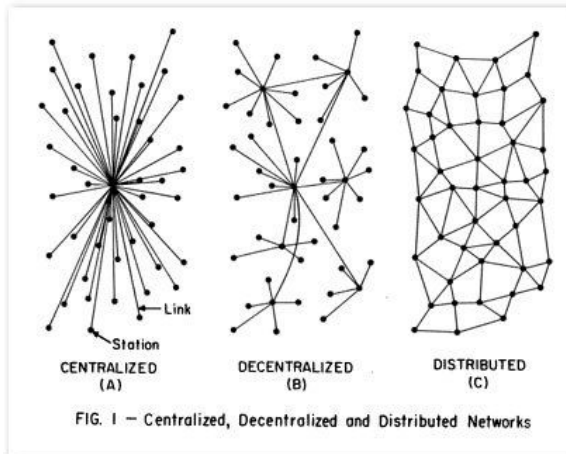 Link
Station
CENTRALIZED
(A)
DECENTRALIZED
(B)
DISTRIBUTED
(C)
FIG. I – Centralized, Decentralized and Distributed Networks